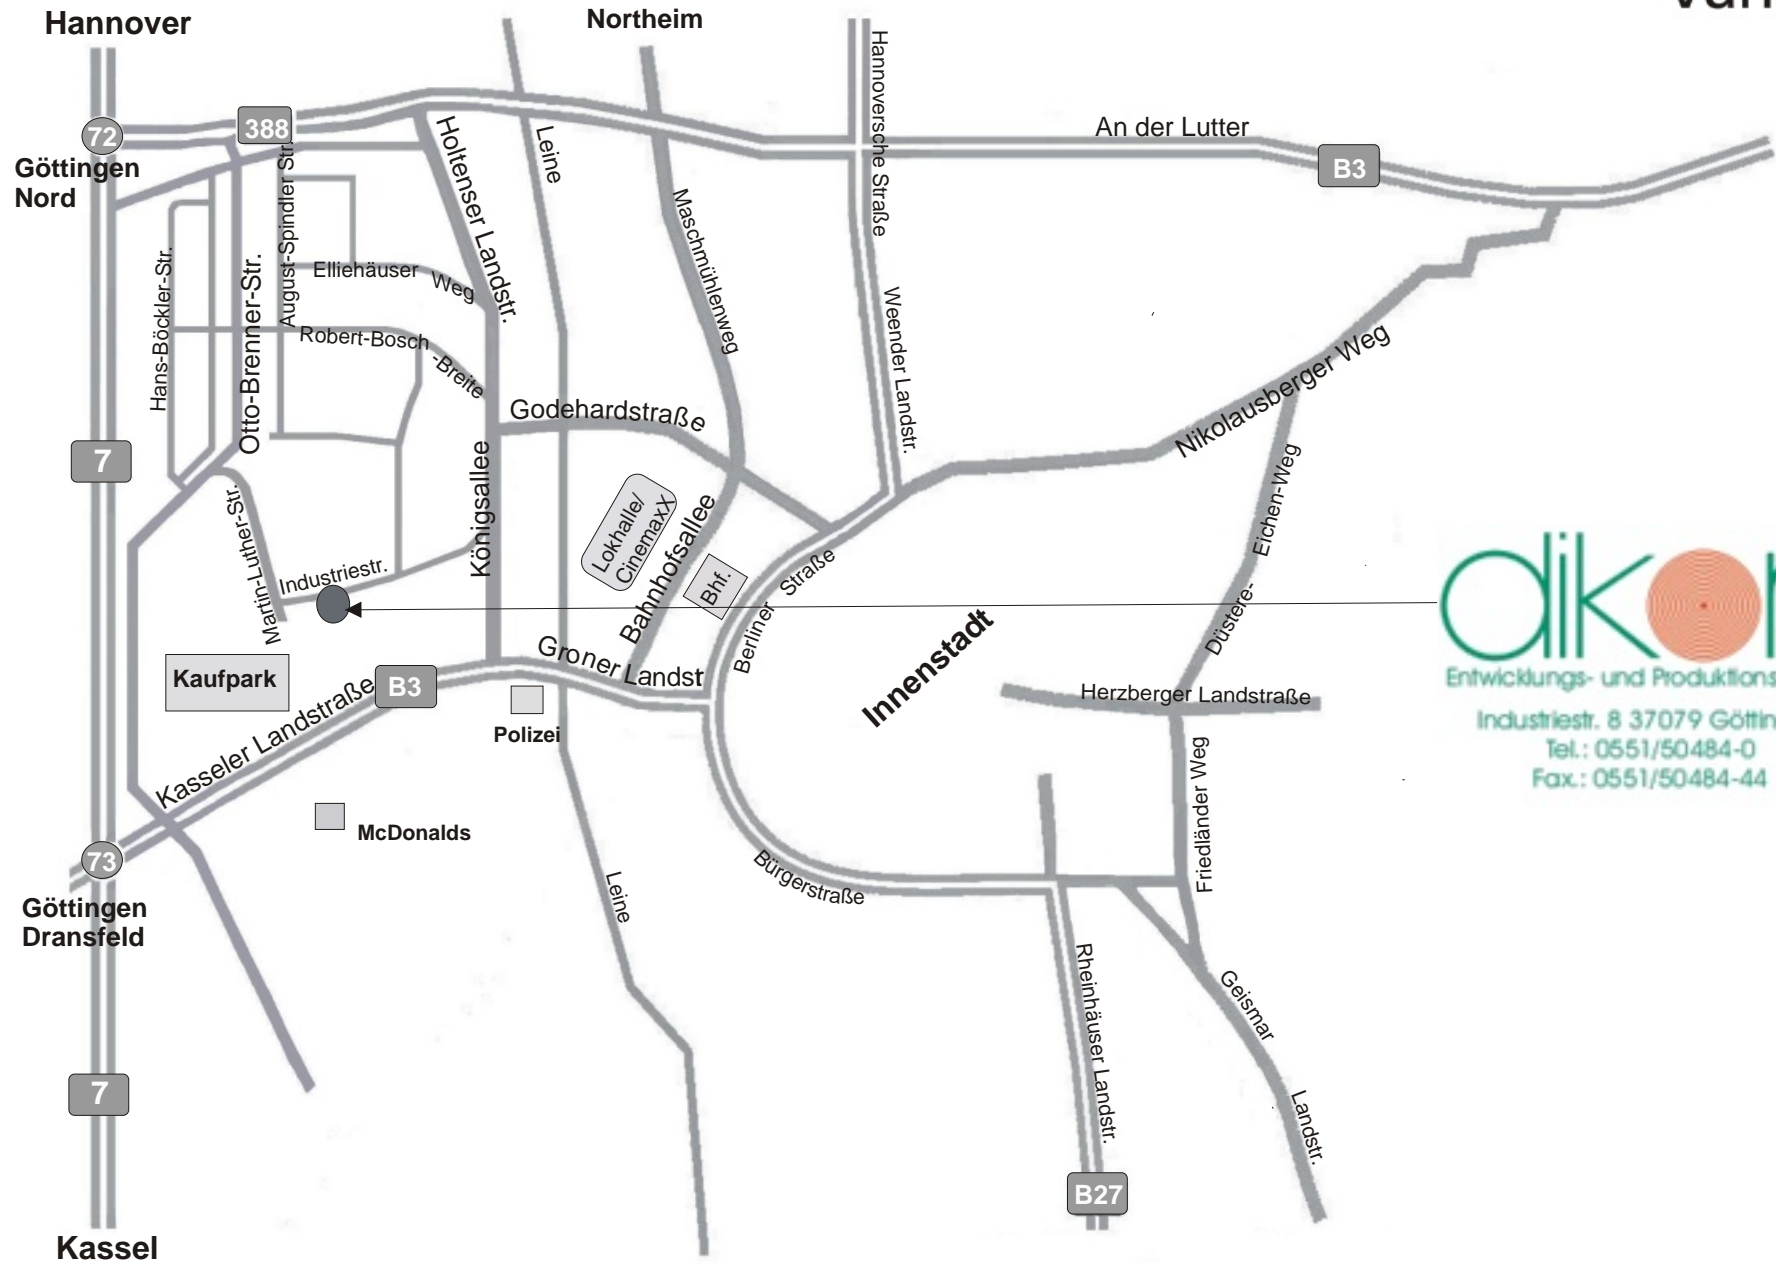 Hannover
Northeim
72
Göttingen
Nord
388
Hannoversche Straße
An der Lutter
B3
Leine
Holtenser Landstr.
Maschmühlenweg
Hans-Böckler-Str.
Otto-Brenner-Str.
August-Spindler Str.
Elliehäuser Weg
Robert-Bosch
-Breite
Weender Landstr.
Nikolausberger Weg
Godehardstraße
7
Königsallee
Lokhalle/
CinemaxX
Bahnhofsallee
Bhf.
Berliner Straße
Düstere-Eichen-Weg
Martin-Luther-Str.
Industriestr.
Innenstadt
Groner Landst
Kaufpark
B3
Kasseler Landstraße
Polizei
Herzberger Landstraße
Friedländer Weg
McDonalds
73
Göttingen
Dransfeld
Bürgerstraße
Leine
Rheinhäuser Landstr.
Geismar
Landstr.
7
B27
Kassel
Entwicklungs- und Produktions
Industriestr. 8 37079 Göttin
Tel.: 0551/50484-0
Fax.: 0551/50484-44